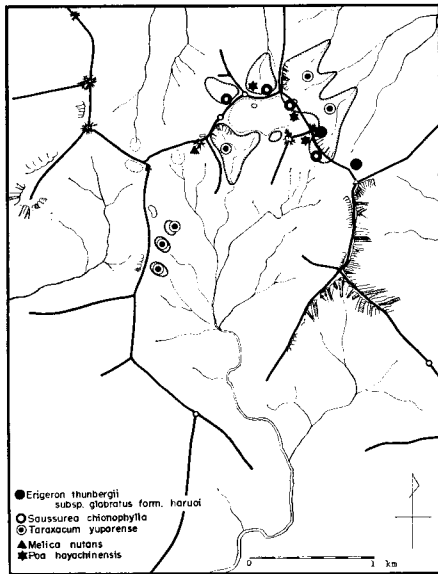 Erigeron thunbergii
subsp. glabratus form. haruoi
Saussurea chionophylla
Taraxacum yuparense
Melica nutans
Poa hayachinensis
0 1 km